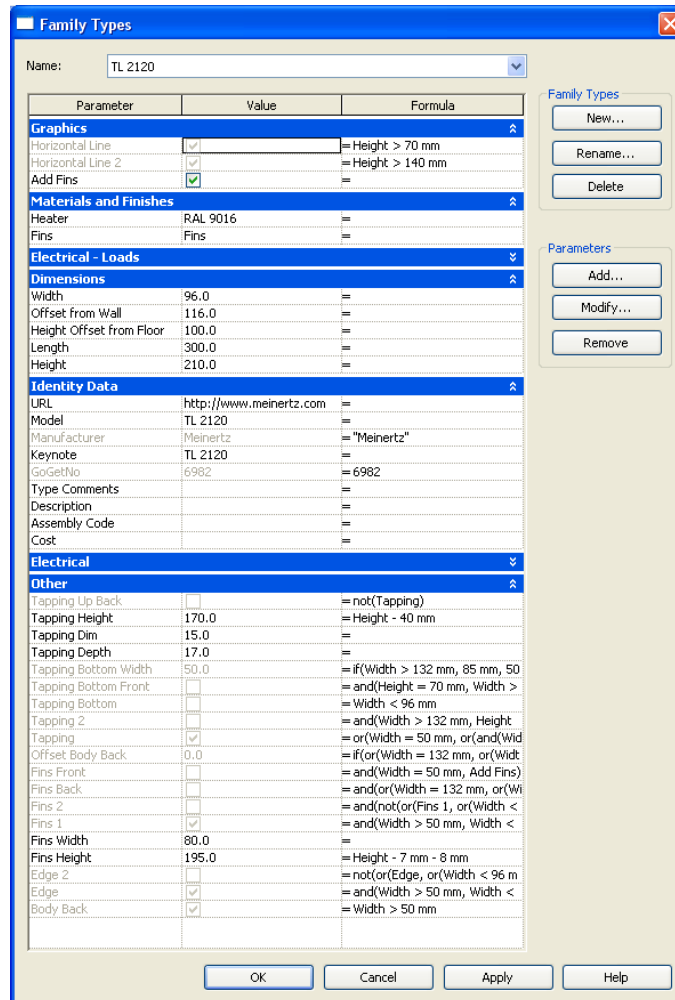 Family Types
Name: TL 2120
Family Types
New...
Rename...
Delete
Parameters
Add...
Modify...
Remove
Parameter Value Formula
Graphics
Horizontal Line = Height > 70 mm
Horizontal Line 2 = Height > 140 mm
Add Fins =
Materials and Finishes
Heater RAL 9016 =
Fins Fins =
Electrical - Loads
Dimensions
Width 96.0 =
Offset from Wall 116.0 =
Height Offset from Floor 100.0 =
Length 300.0 =
Height 210.0 =
Identity Data
URL http://www.meinertz.com =
Model TL 2120 =
Manufacturer Meinertz = "Meinertz"
Keynote TL 2120 =
GoGetNo 6982 = 6982
Type Comments =
Description =
Assembly Code =
Cost =
Electrical
Other
Tapping Up Back = not(Tapping)
Tapping Height 170.0 = Height - 40 mm
Tapping Dim 15.0 =
Tapping Depth 17.0 =
Tapping Bottom Width 50.0 = if(Width > 132 mm, 85 mm, 50
Tapping Bottom Front = and(Height = 70 mm, Width >
Tapping Bottom = Width < 96 mm
Tapping 2 = and(Width > 132 mm, Height
Tapping = or(Width = 50 mm, or(and(Wid
Offset Body Back 0.0 = if(or(Width = 132 mm, or(Widt
Fins Front = and(Width = 50 mm, Add Fins)
Fins Back = and(or(Width = 132 mm, or(Wi
Fins 2 = and(not(or(Fins 1, or(Width <
Fins 1 = and(Width > 50 mm, Width <
Fins Width 80.0 =
Fins Height 195.0 = Height - 7 mm - 8 mm
Edge 2 = not(or(Edge, or(Width < 96 m
Edge = and(Width > 50 mm, Width <
Body Back = Width > 50 mm
OK Cancel Apply Help